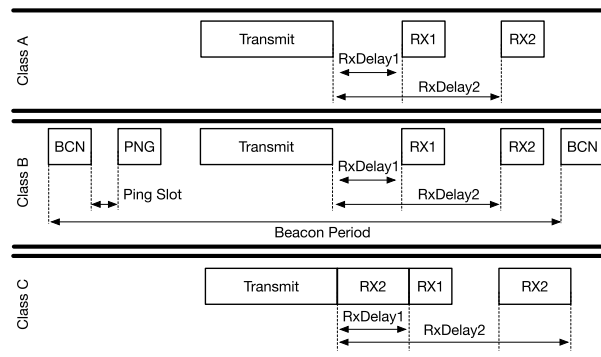 Class A
Transmit
RX1
RX2
RxDelay1
RxDelay2
Class B
BCN
PNG
Transmit
RX1
RX2
BCN
RxDelay1
Ping Slot
RxDelay2
Beacon Period
Class C
Transmit
RX2
RX1
RX2
RxDelay1
RxDelay2